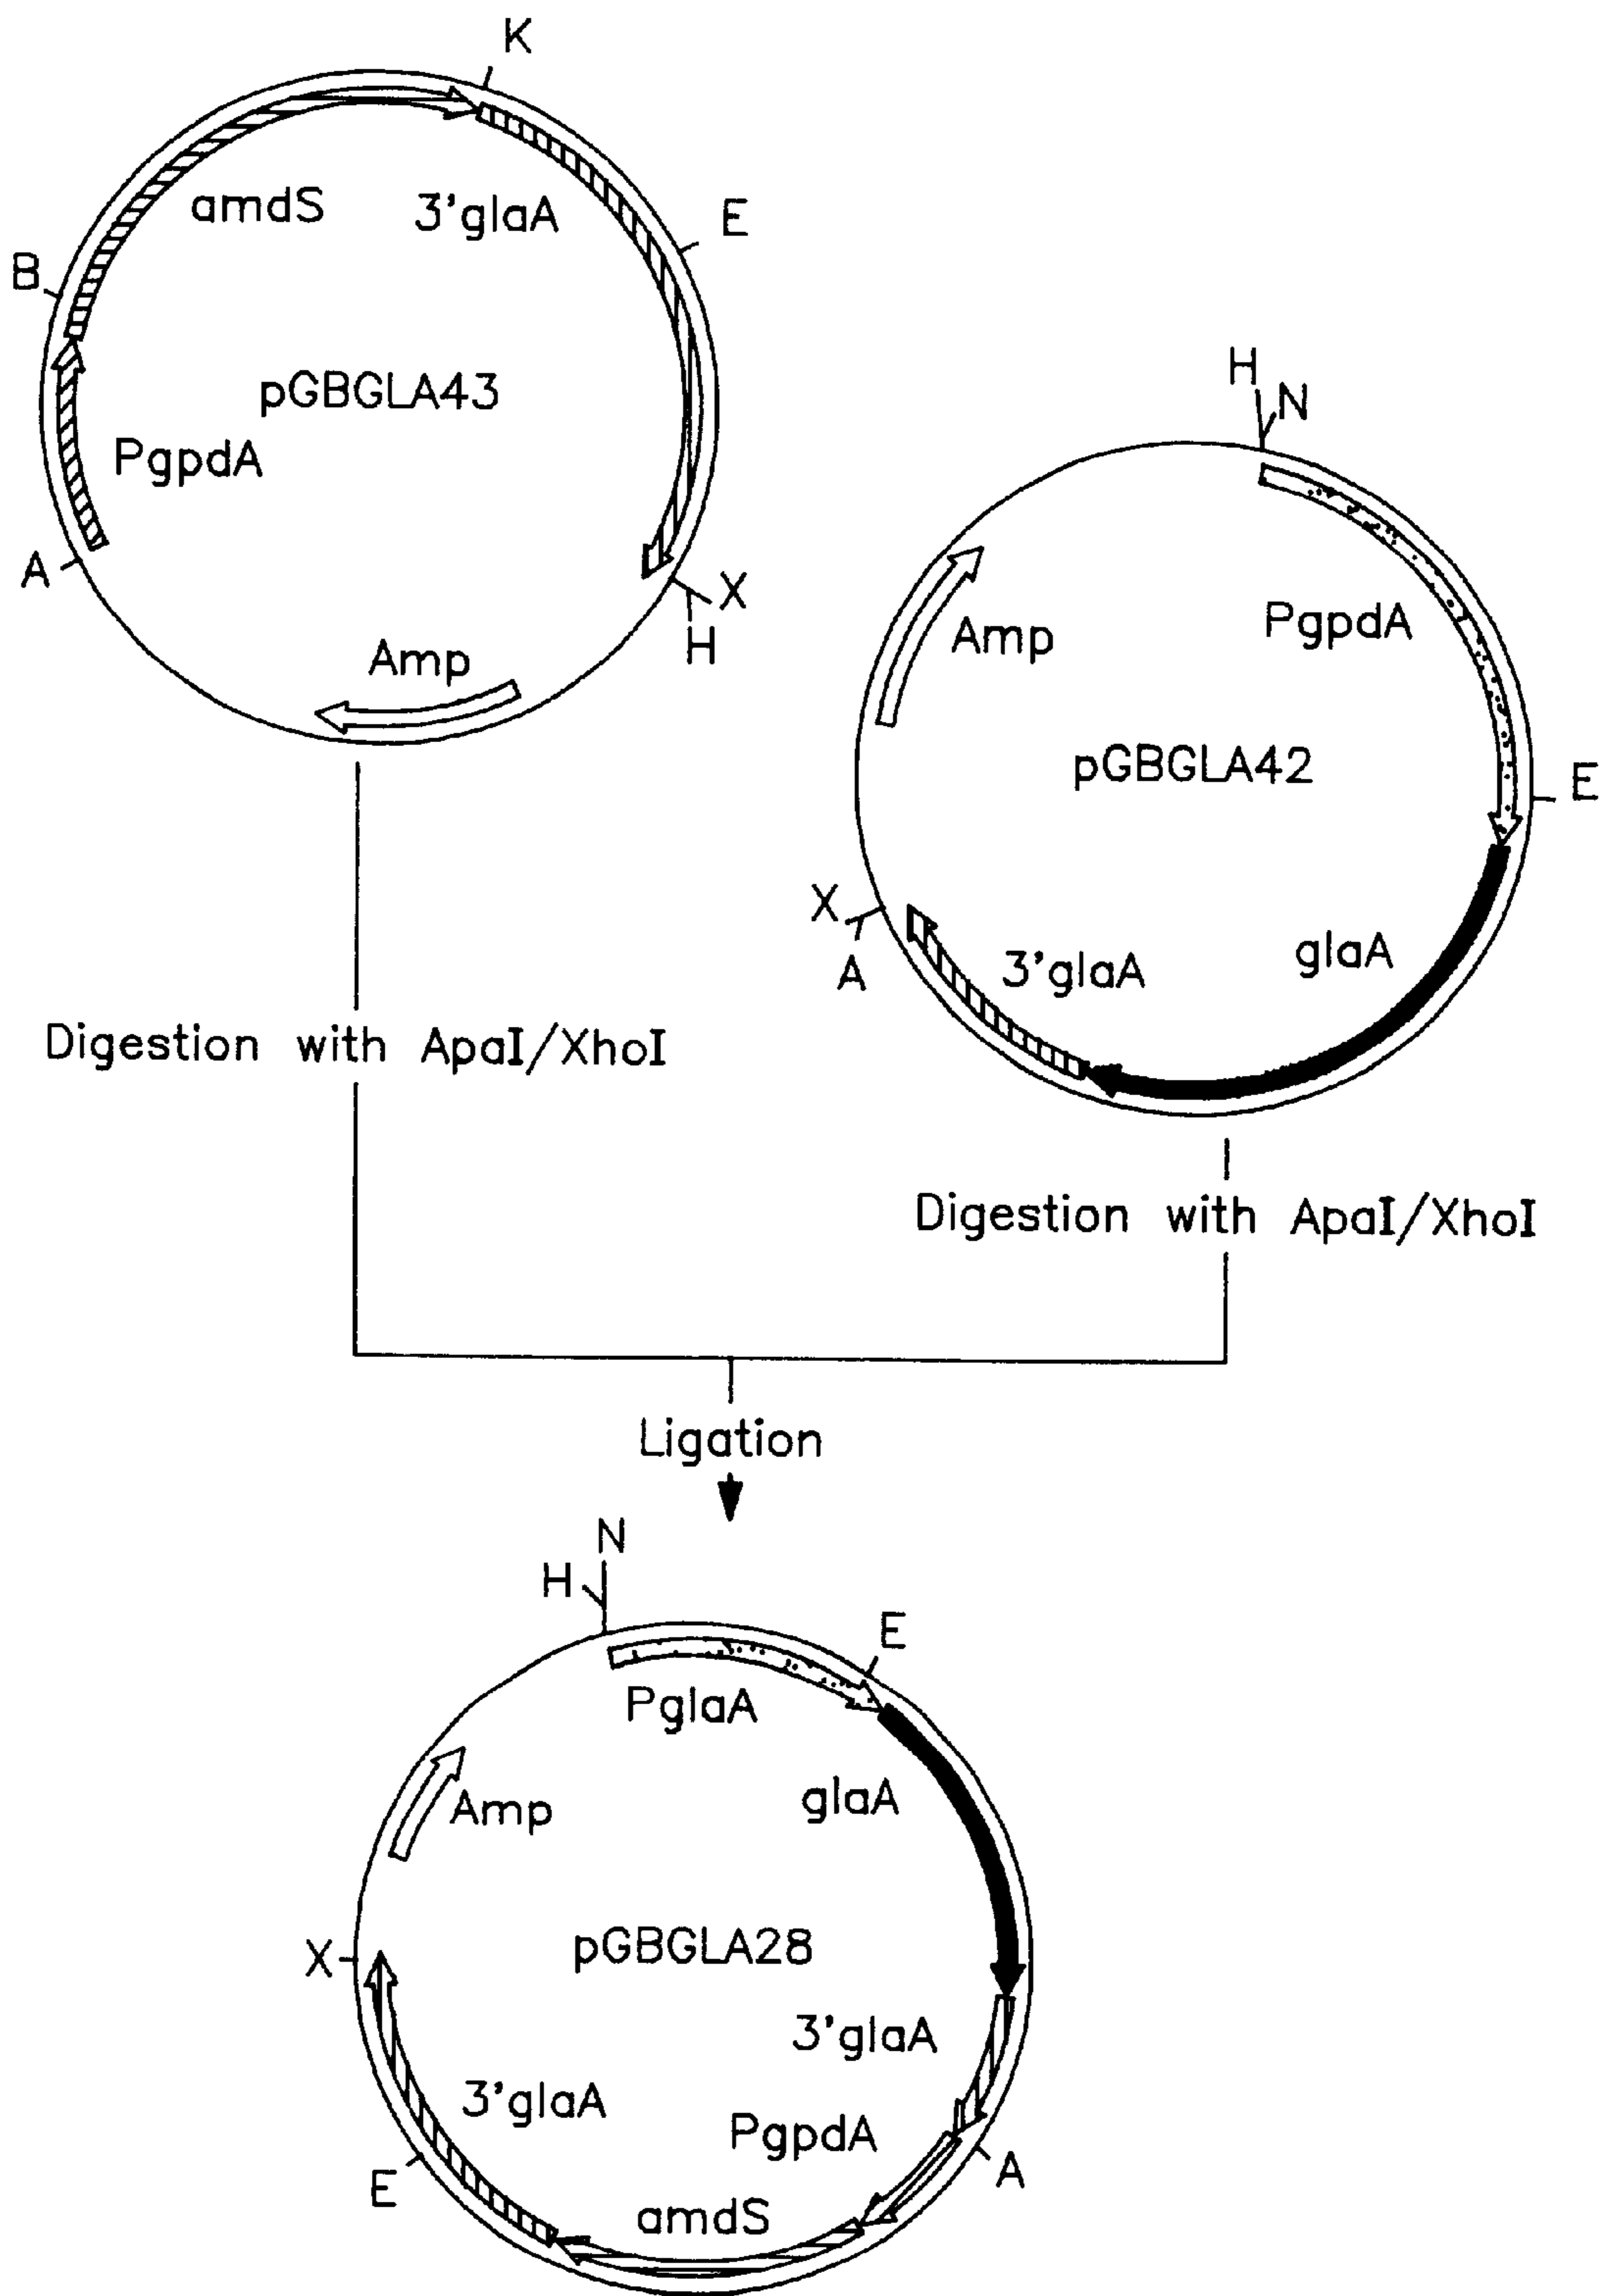 K
amdS
3'glaA
E
B
pGBGLA43
PgpdA
A
X
H
Amp
H
N
Amp
PgpdA
pGBGLA42
E
X
A
3'glaA
glaA
Digestion with ApaI/XhoI
Digestion with ApaI/XhoI
Ligation
N
H
E
PglaA
Amp
glaA
X
pGBGLA28
3'glaA
3'glaA
PgpdA
A
E
amdS